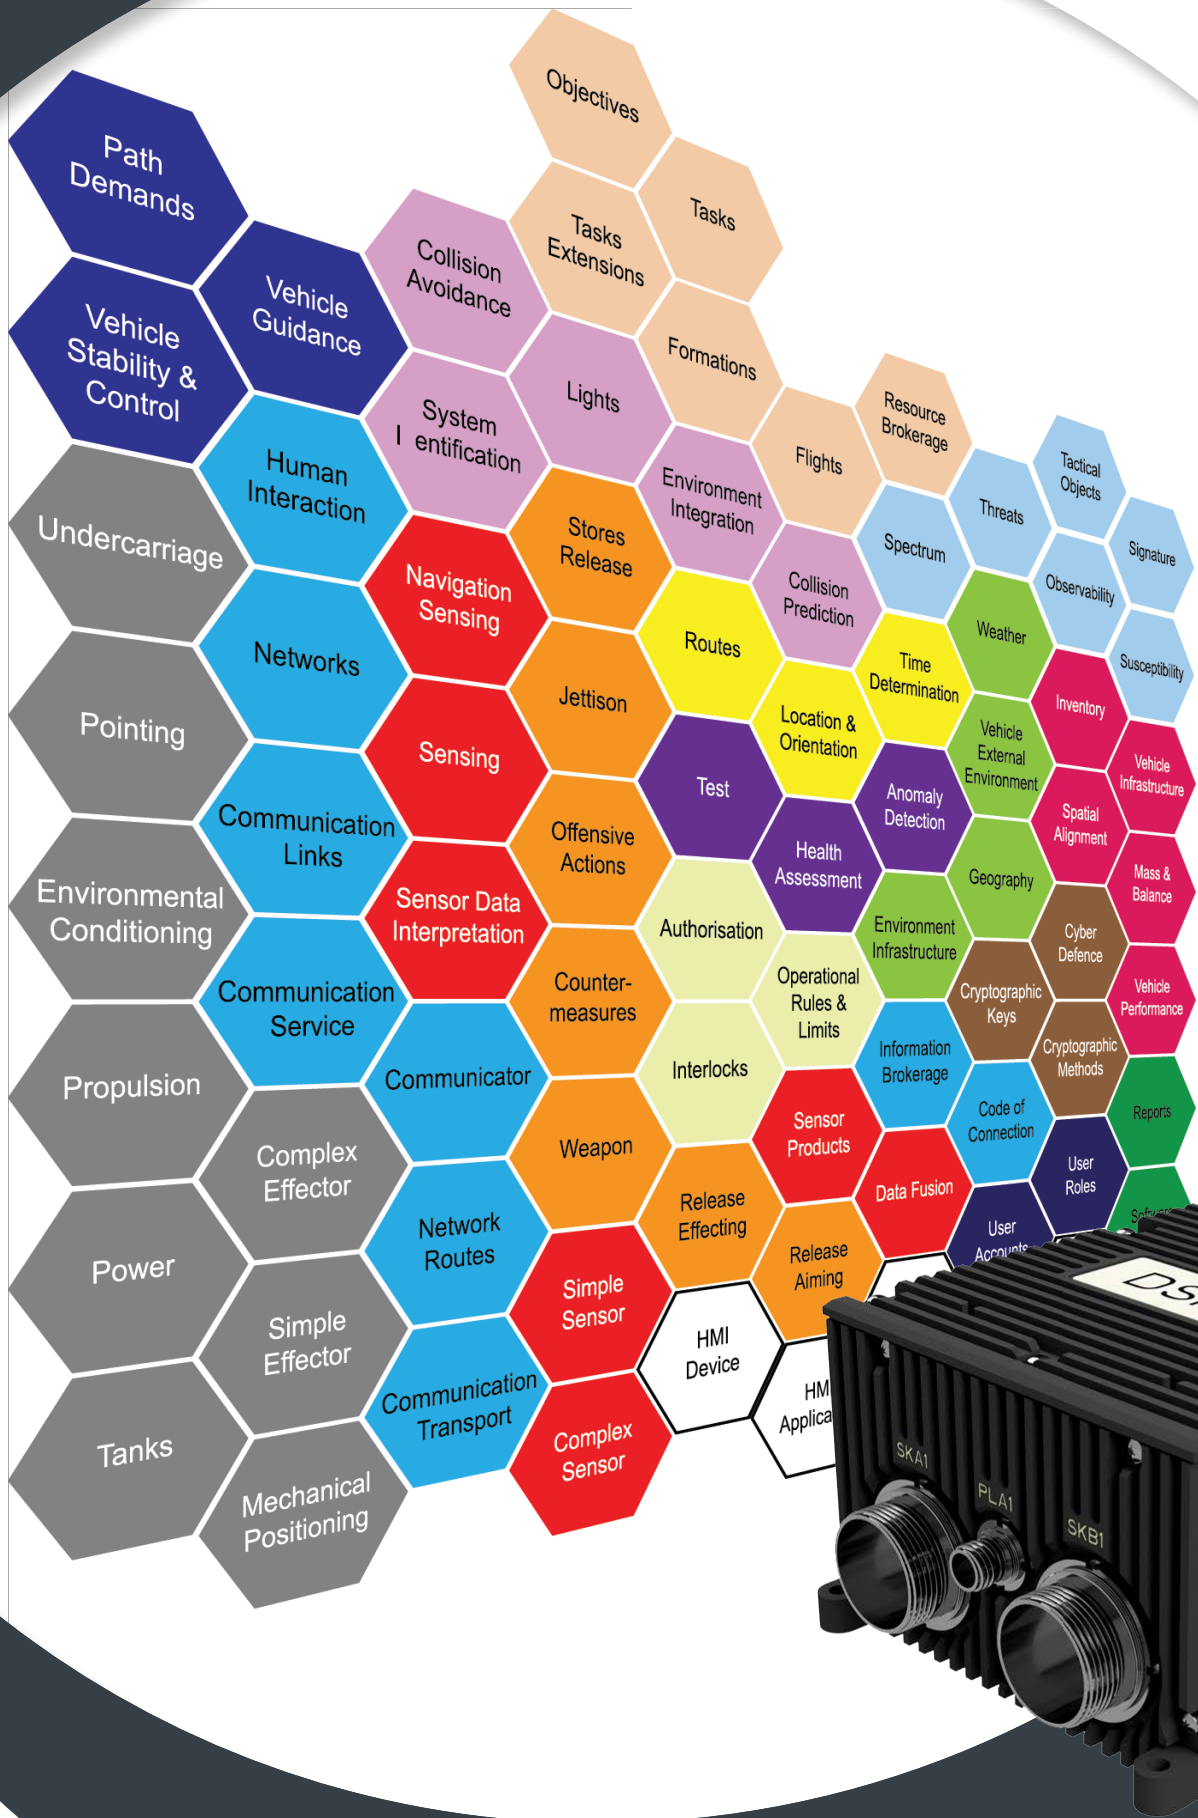 Path
Demands
Vehicle
Stability &
Control
Undercarriage
Pointing
Environmental
Conditioning
Propulsion
Power
Tanks
Vehicle
Guidance
Human
Interaction
Networks
Communication
Links
Communication
Service
Complex
Effector
Simple
Effector
Mechanical
Positioning
Collision
Avoidance
System
I entification
Navigation
Sensing
Sensing
Sensor Data
Interpretation
Communicator
Network
Routes
Communication
Transport
Objectives
Tasks
Extensions
Lights
Stores
Release
Jettison
Offensive
Actions
Counter-
measures
Weapon
Simple
Sensor
Complex
Sensor
Tasks
Formations
Environment
Integration
Routes
Test
Authorisation
Interlocks
Release
Effecting
HMI
Device
Flights
Collision
Prediction
Location &
Orientation
Health
Assessment
Operational
Rules &
Limits
Sensor
Products
Release
Aiming
HM
Applica
Resource
Brokerage
Spectrum
Time
Determination
Anomaly
Detection
Environment
Infrastructure
Information
Brokerage
Data Fusion
Threats
Weather
Vehicle
External
Environment
Geography
Cryptographic
Keys
Code of
Connection
User
Accounts
Tactical
Objects
Observability
Inventory
Spatial
Alignment
Cyber
Defence
Cryptographic
Methods
User
Roles
Signature
Susceptibility
Vehicle
Infrastructure
Mass &
Balance
Vehicle
Performance
Reports
Software
SKA1
PLA1
SKB1